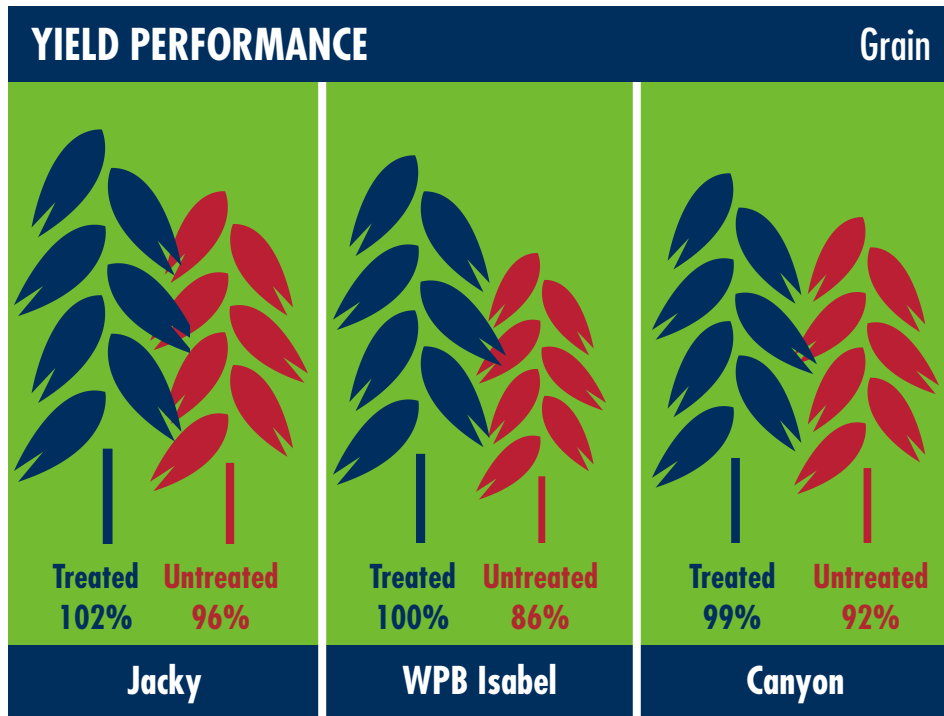 YIELD PERFORMANCE Grain
Treated Untreated
102% 96%
Jacky
Treated Untreated
100% 86%
WPB Isabel
Treated Untreated
99% 92%
Canyon